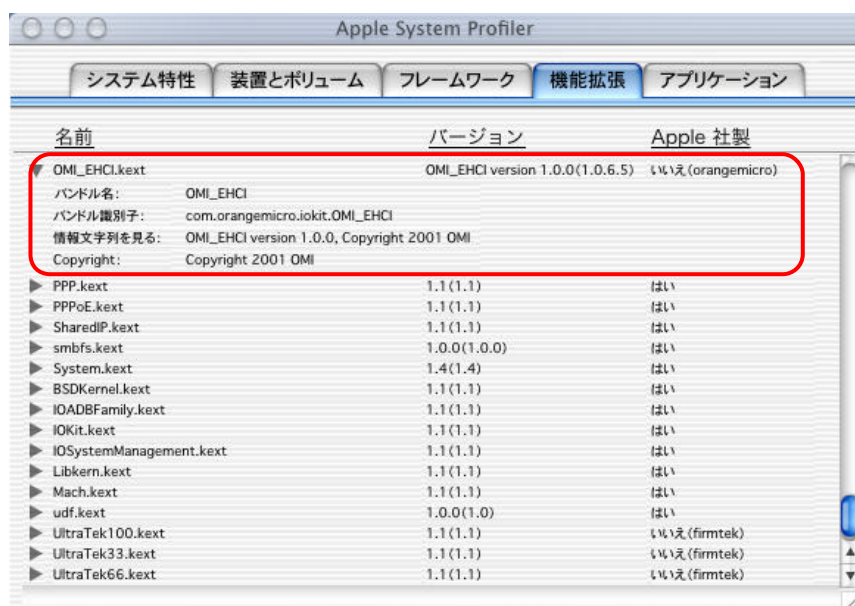 Apple System Profiler
システム特性 装置とボリューム フレームワーク 機能拡張 アプリケーション
名前 バージョン Apple 社製
OMI_EHCI.kext OMI_EHCI version 1.0.0(1.0.6.5) いいえ(orangemicro)
バンドル名: OMI_EHCI
バンドル識別子: com.orangemicro.iokit.OMI_EHCI
情報文字列を見る: OMI_EHCI version 1.0.0, Copyright 2001 OMI
Copyright: Copyright 2001 OMI
PPP.kext 1.1(1.1) はい
PPPoE.kext 1.1(1.1) はい
SharedIP.kext 1.1(1.1) はい
smbfs.kext 1.0.0(1.0.0) はい
System.kext 1.4(1.4) はい
BSDKernel.kext 1.1(1.1) はい
IOADBFamily.kext 1.1(1.1) はい
IOKit.kext 1.1(1.1) はい
IOSystemManagement.kext 1.1(1.1) はい
Libkern.kext 1.1(1.1) はい
Mach.kext 1.1(1.1) はい
udf.kext 1.0.0(1.0) はい
UltraTek100.kext 1.1(1.1) いいえ(firmtek)
UltraTek33.kext 1.1(1.1) いいえ(firmtek)
UltraTek66.kext 1.1(1.1) いいえ(firmtek)